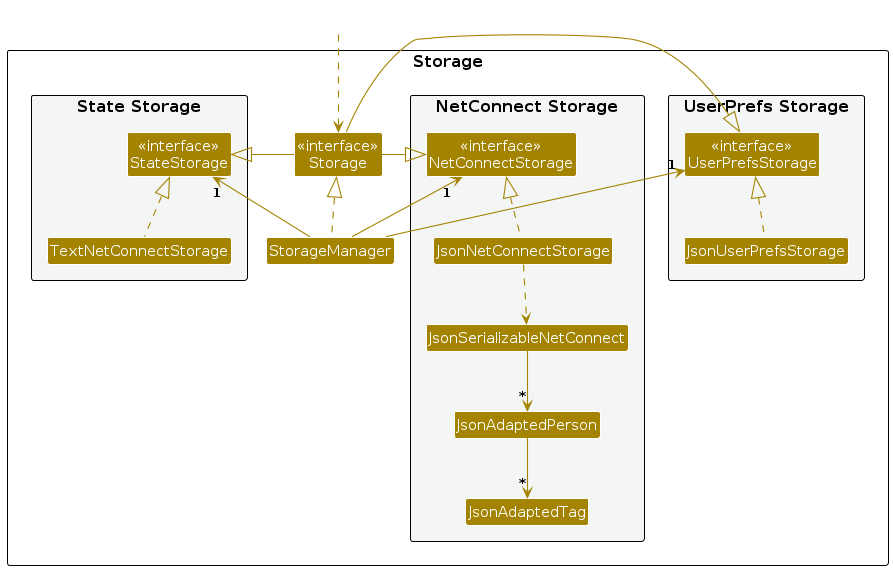 Storage
State Storage
NetConnect Storage
UserPrefs Storage
«interface»
StateStorage
«interface»
Storage
«interface»
NetConnectStorage
«interface»
UserPrefsStorage
1
1
1
TextNetConnectStorage
StorageManager
JsonNetConnectStorage
JsonUserPrefsStorage
JsonSerializableNetConnect
*
JsonAdaptedPerson
*
JsonAdaptedTag